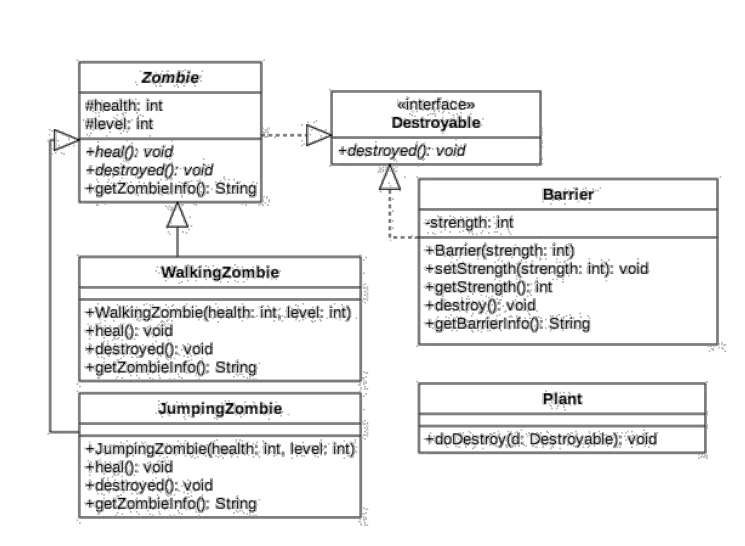 Zombie
#health: int
#level: int
+heal(): void
+destroyed(): void
+getZombieInfo(): String
«interface»
Destroyable
+destroyed(): void
Barrier
-strength: int
+Barrier(strength: int)
+setStrength(strength: int): void
+getStrength(): int
+destroy(): void
+getBarrierInfo(): String
WalkingZombie
+WalkingZombie(health: int, level: int)
+heal(): void
+destroyed(): void
+getZombieInfo(): String
JumpingZombie
+JumpingZombie(health: int, level: int)
+heal(): void
+destroyed(): void
+getZombieInfo(): String
Plant
+doDestroy(d: Destroyable): void